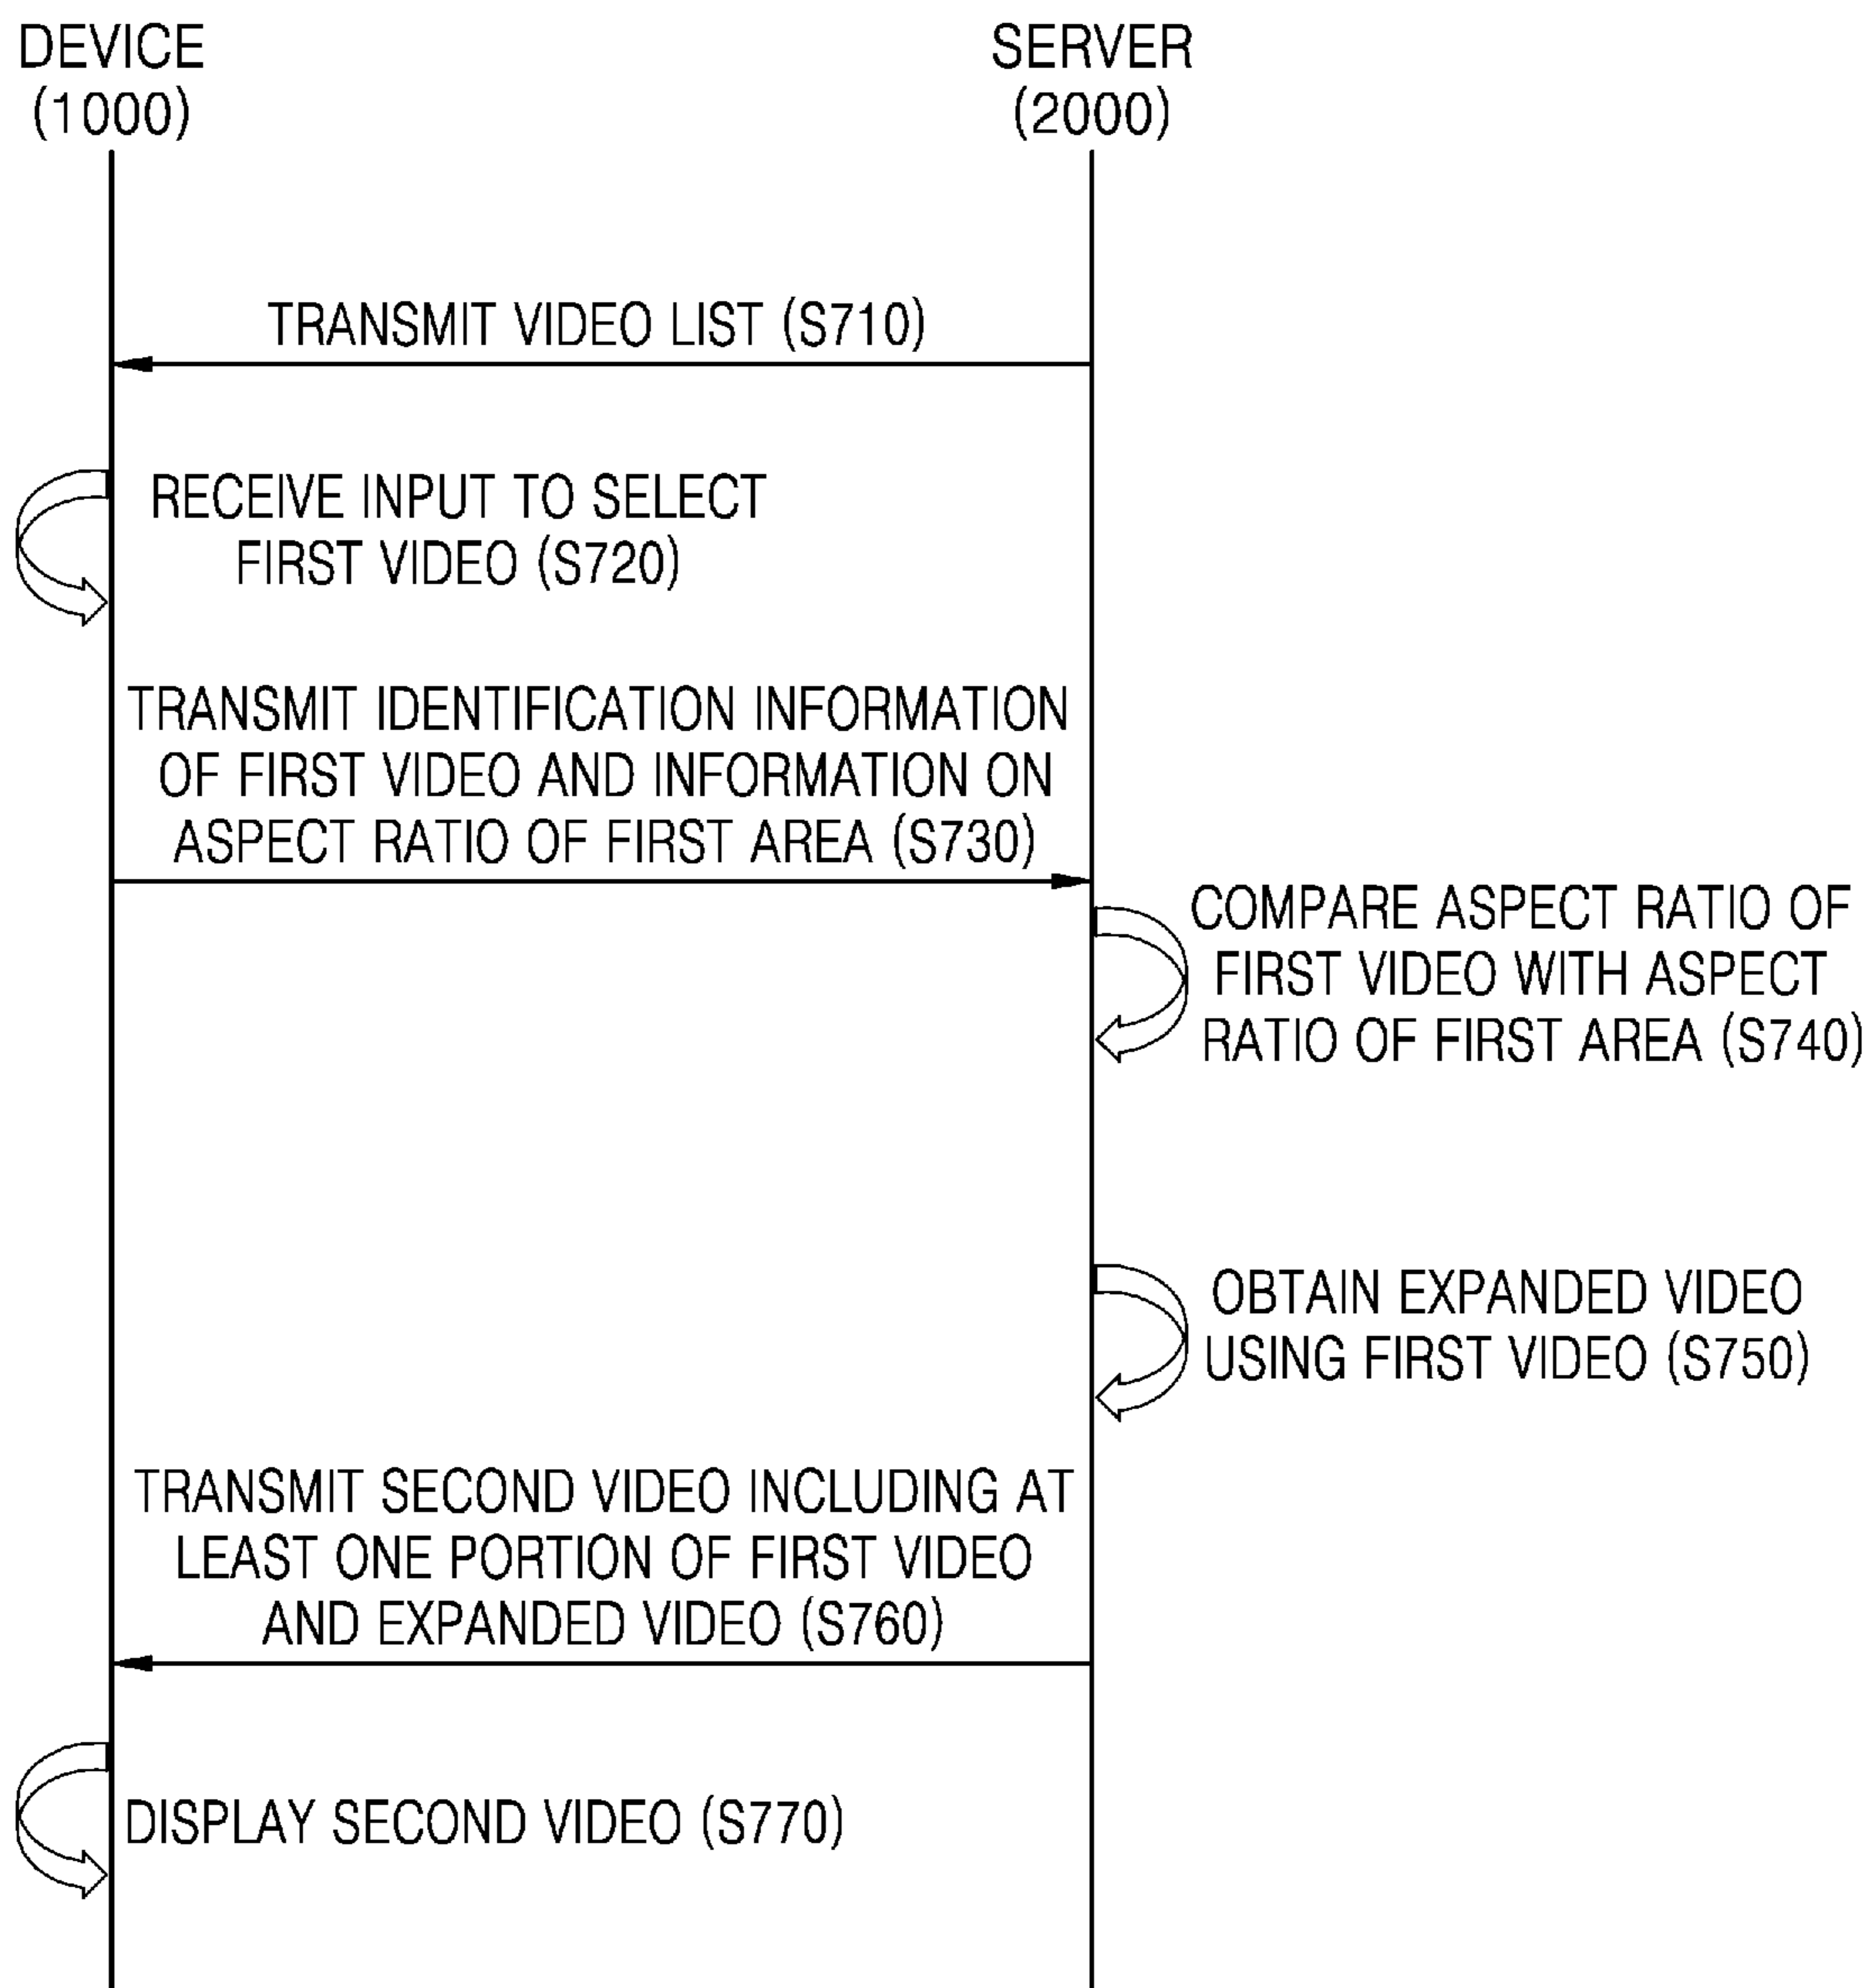 DEVICE
(1000)
SERVER
(2000)
TRANSMIT VIDEO LIST (S710)
RECEIVE INPUT TO SELECT
FIRST VIDEO (S720)
TRANSMIT IDENTIFICATION INFORMATION
OF FIRST VIDEO AND INFORMATION ON
ASPECT RATIO OF FIRST AREA (S730)
COMPARE ASPECT RATIO OF
FIRST VIDEO WITH ASPECT
RATIO OF FIRST AREA (S740)
OBTAIN EXPANDED VIDEO
USING FIRST VIDEO (S750)
TRANSMIT SECOND VIDEO INCLUDING AT
LEAST ONE PORTION OF FIRST VIDEO
AND EXPANDED VIDEO (S760)
DISPLAY SECOND VIDEO (S770)